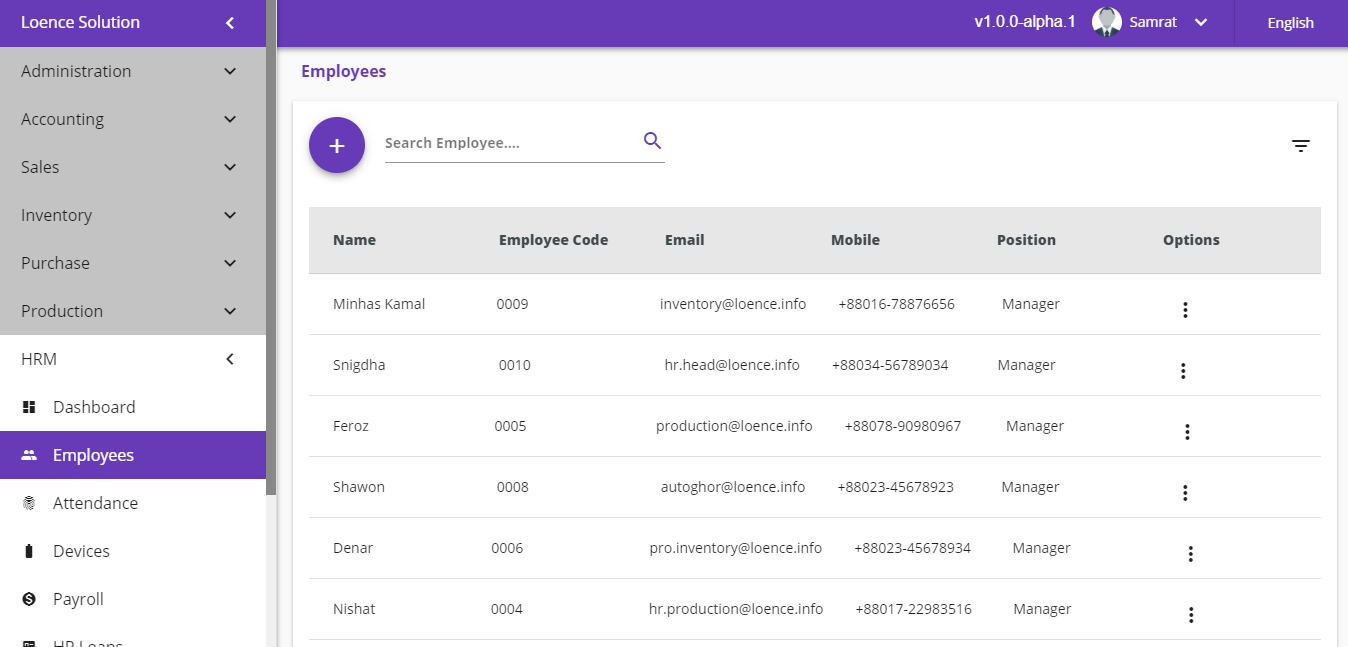 Loence Solution
v1.0.0-alpha.1 Samrat English
Administration
Accounting
Sales
Inventory
Purchase
Production
HRM
Dashboard
Employees
Attendance
Devices
Payroll
HR Loans
Employees
+
Search Employee....
Name Employee Code Email Mobile Position Options
Minhas Kamal 0009 inventory@loence.info +88016-78876656 Manager
Snigdha 0010 hr.head@loence.info +88034-56789034 Manager
Feroz 0005 production@loence.info +88078-90980967 Manager
Shawon 0008 autoghor@loence.info +88023-45678923 Manager
Denar 0006 pro.inventory@loence.info +88023-45678934 Manager
Nishat 0004 hr.production@loence.info +88017-22983516 Manager